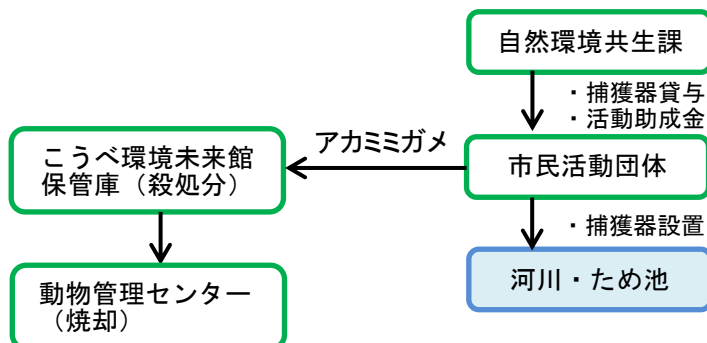 自然環境共生課
・捕獲器貸与
・活動助成金
アカミミガメ
こうべ環境未来館
保管庫（殺処分）
市民活動団体
・捕獲器設置
動物管理センター
（焼却）
河川・ため池